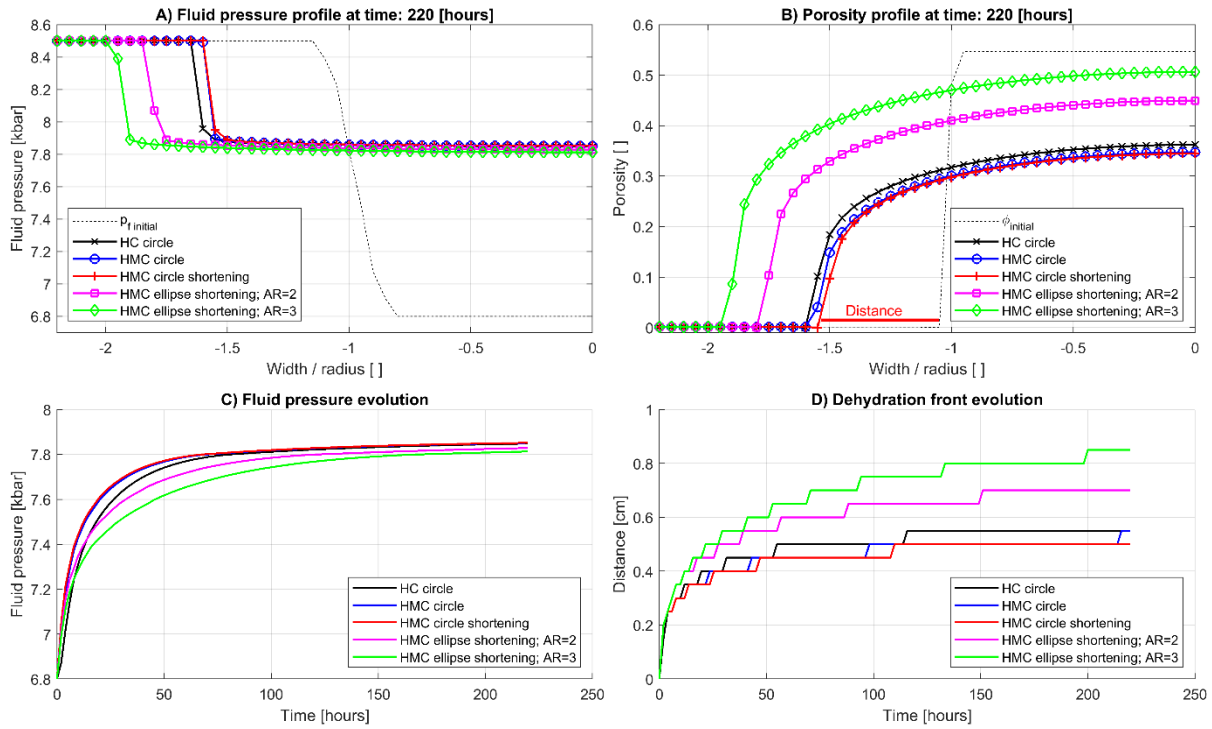 A) Fluid pressure profile at time: 220 [hours]
8.6
8.4
8.2
8
7.8
7.6
7.4
7.2
7
6.8
Fluid pressure [kbar]
p f initial
HC circle
HMC circle
HMC circle shortening
HMC ellipse shortening; AR=2
HMC ellipse shortening; AR=3
-2 -1.5 -1 -0.5 0
Width / radius [ ]
B) Porosity profile at time: 220 [hours]
0.5
0.4
0.3
0.2
0.1
0
Porosity [ ]
Distance
ϕ initial
HC circle
HMC circle
HMC circle shortening
HMC ellipse shortening; AR=2
HMC ellipse shortening; AR=3
-2 -1.5 -1 -0.5 0
Width / radius [ ]
C) Fluid pressure evolution
8
7.8
7.6
7.4
7.2
7
6.8
Fluid pressure [kbar]
HC circle
HMC circle
HMC circle shortening
HMC ellipse shortening; AR=2
HMC ellipse shortening; AR=3
0 50 100 150 200 250
Time [hours]
D) Dehydration front evolution
1
0.8
0.6
0.4
0.2
0
Distance [cm]
HC circle
HMC circle
HMC circle shortening
HMC ellipse shortening; AR=2
HMC ellipse shortening; AR=3
0 50 100 150 200 250
Time [hours]